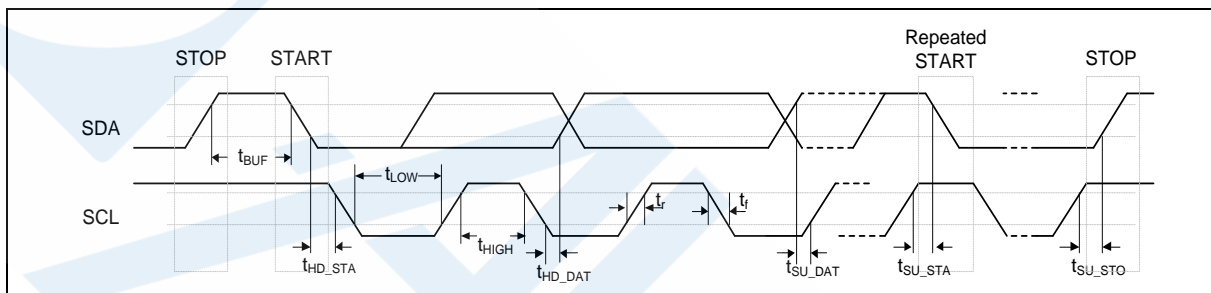 STOP
START
Repeated
START
STOP
SDA
tBUF
tLOW
SCL
tr
tf
tHD_STA
tHIGH
tHD_DAT
tSU_DAT
tSU_STA
tSU_STO